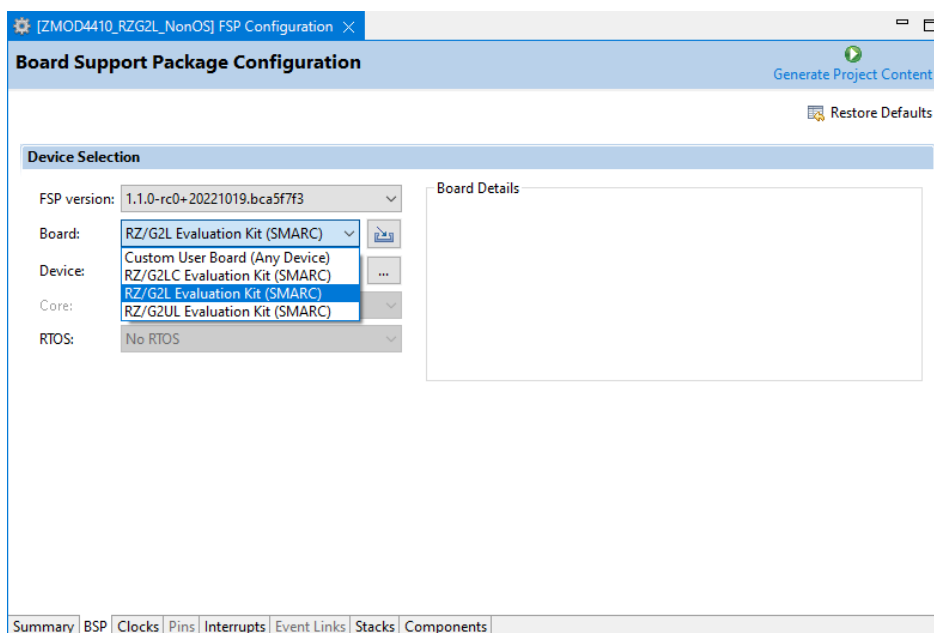 [ZMOD4410_RZG2L_NonOS] FSP Configuration
Board Support Package Configuration
Generate Project Content
Restore Defaults
Device Selection
FSP version: 1.1.0-rc0+20221019.bca5f7f3
Board Details
Board: RZ/G2L Evaluation Kit (SMARC)
Custom User Board (Any Device)
Device: ...
RZ/G2LC Evaluation Kit (SMARC)
RZ/G2L Evaluation Kit (SMARC)
Core:
RZ/G2UL Evaluation Kit (SMARC)
RTOS: No RTOS
Summary BSP Clocks Pins Interrupts Event Links Stacks Components